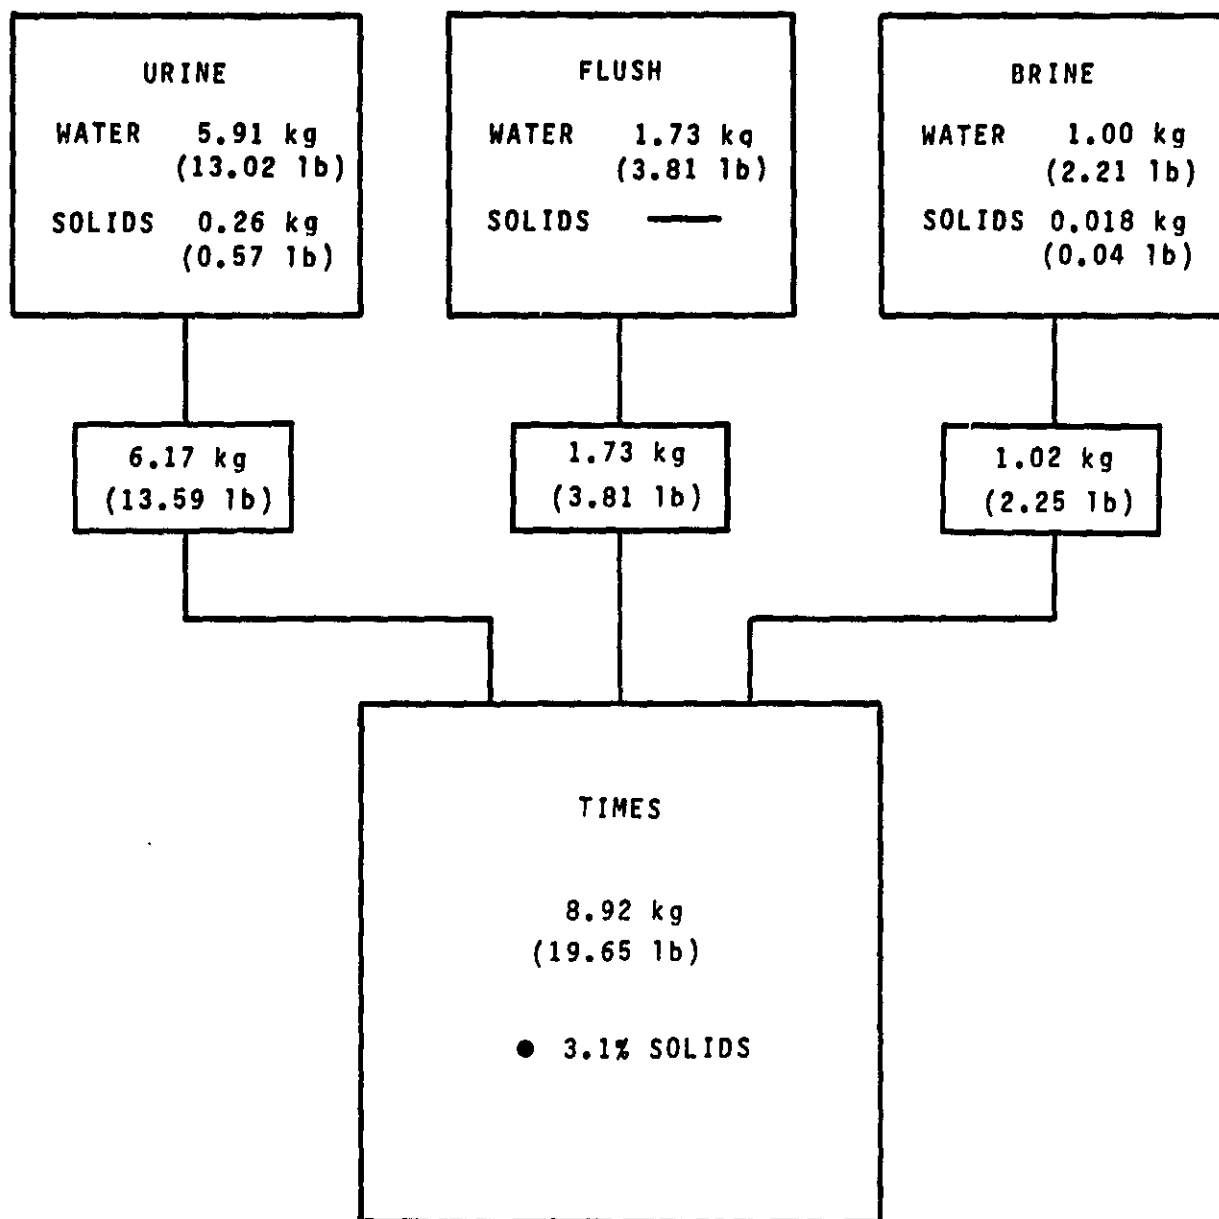 URINE
WATER 5.91 kg
(13.02 lb)
SOLIDS 0.26 kg
(0.57 lb)
FLUSH
WATER 1.73 kg
(3.81 lb)
SOLIDS —
BRINE
WATER 1.00 kg
(2.21 lb)
SOLIDS 0.018 kg
(0.04 lb)
6.17 kg
(13.59 lb)
1.73 kg
(3.81 lb)
1.02 kg
(2.25 lb)
TIMES
8.92 kg
(19.65 lb)
● 3.1% SOLIDS